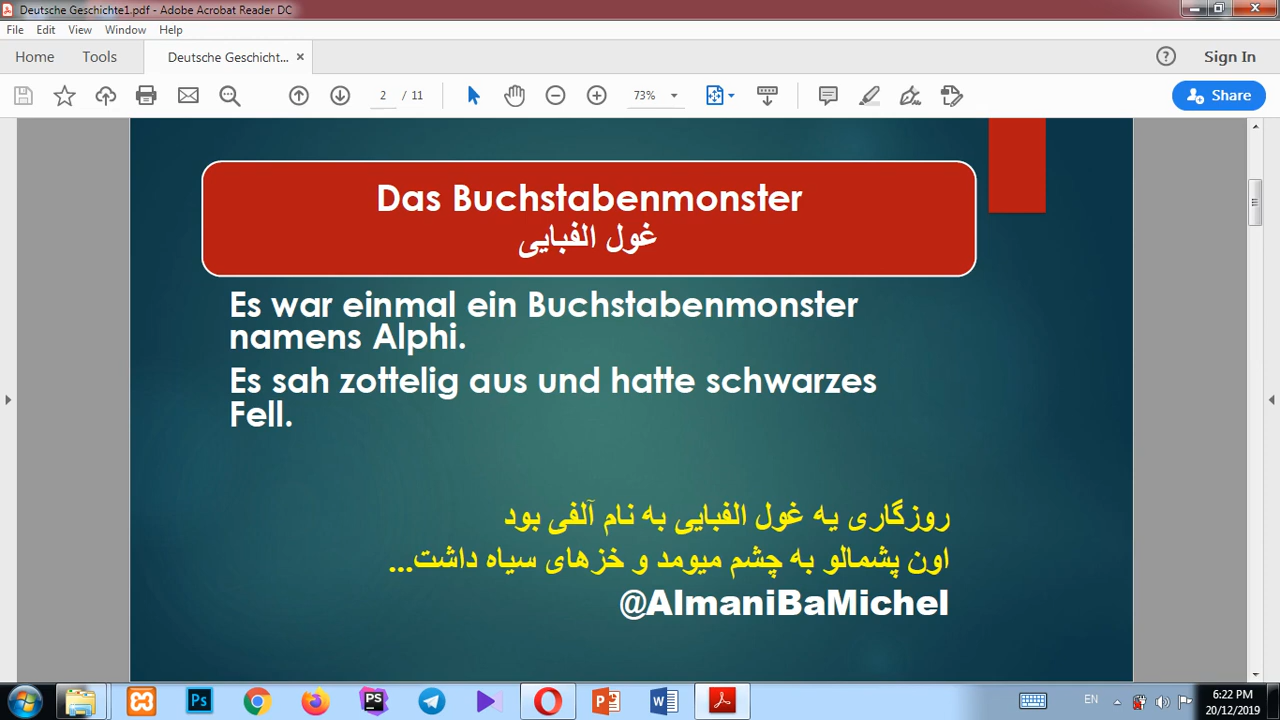 Deutsche Geschichte1.pdf - Adobe Acrobat Reader DC
File Edit View Window Help
Home Tools Deutsche Geschicht... × Sign In
2 / 11 73% Share
Das Buchstabenmonster
غول الفبایی
Es war einmal ein Buchstabenmonster
namens Alphi.
Es sah zottelig aus und hatte schwarzes
Fell.
روزگاری یه غول الفبایی به نام آلفی بود
اون پشمالو به چشم میومد و خزهای سیاه داشت...
@AlmaniBaMichel
Ps PS EN 6:22 PM
20/12/2019